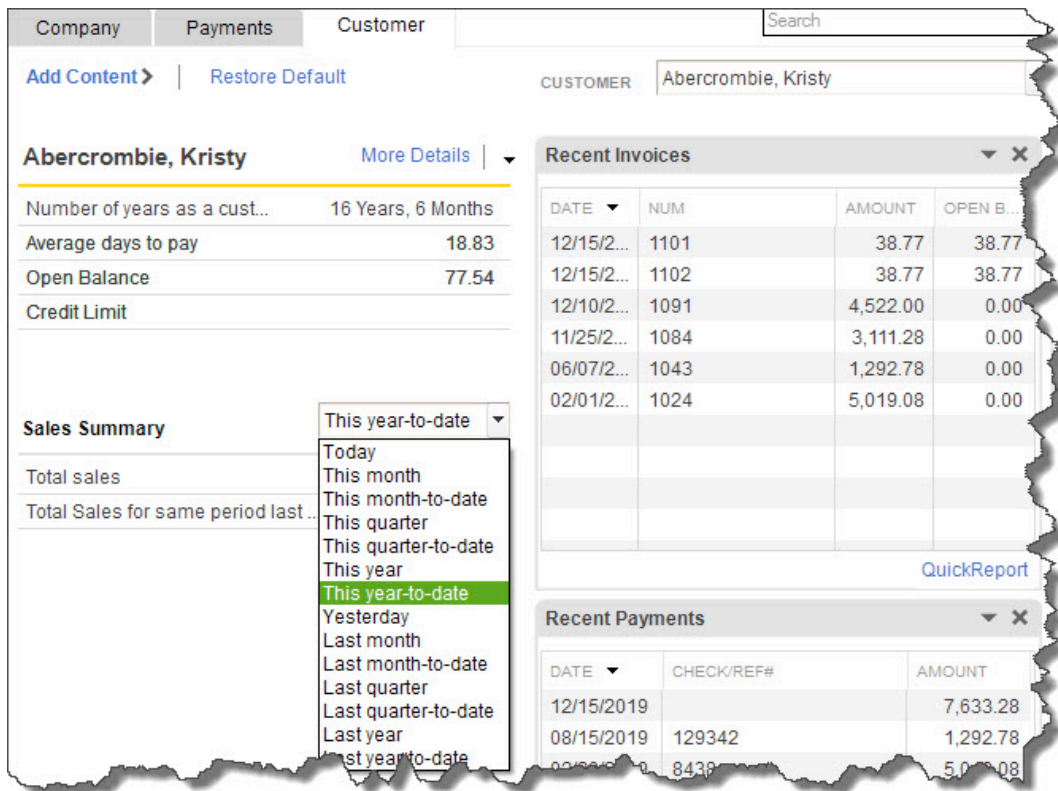 Company Payments Customer Search
Add Content Restore Default CUSTOMER Abercrombie, Kristy
Abercrombie, Kristy More Details
Number of years as a cust... 16 Years, 6 Months
Average days to pay 18.83
Open Balance 77.54
Credit Limit
Sales Summary This year-to-date
Total sales
Total Sales for same period last ...
Today
This month
This month-to-date
This quarter
This quarter-to-date
This year
This year-to-date
Yesterday
Last month
Last month-to-date
Last quarter
Last quarter-to-date
Last year
Last year-to-date
Recent Invoices
DATE NUM AMOUNT OPEN B...
12/15/2... 1101 38.77 38.77
12/15/2... 1102 38.77 38.77
12/10/2... 1091 4,522.00 0.00
11/25/2... 1084 3,111.28 0.00
06/07/2... 1043 1,292.78 0.00
02/01/2... 1024 5,019.08 0.00
QuickReport
Recent Payments
DATE CHECK/REF# AMOUNT
12/15/2019 7,633.28
08/15/2019 129342 1,292.78